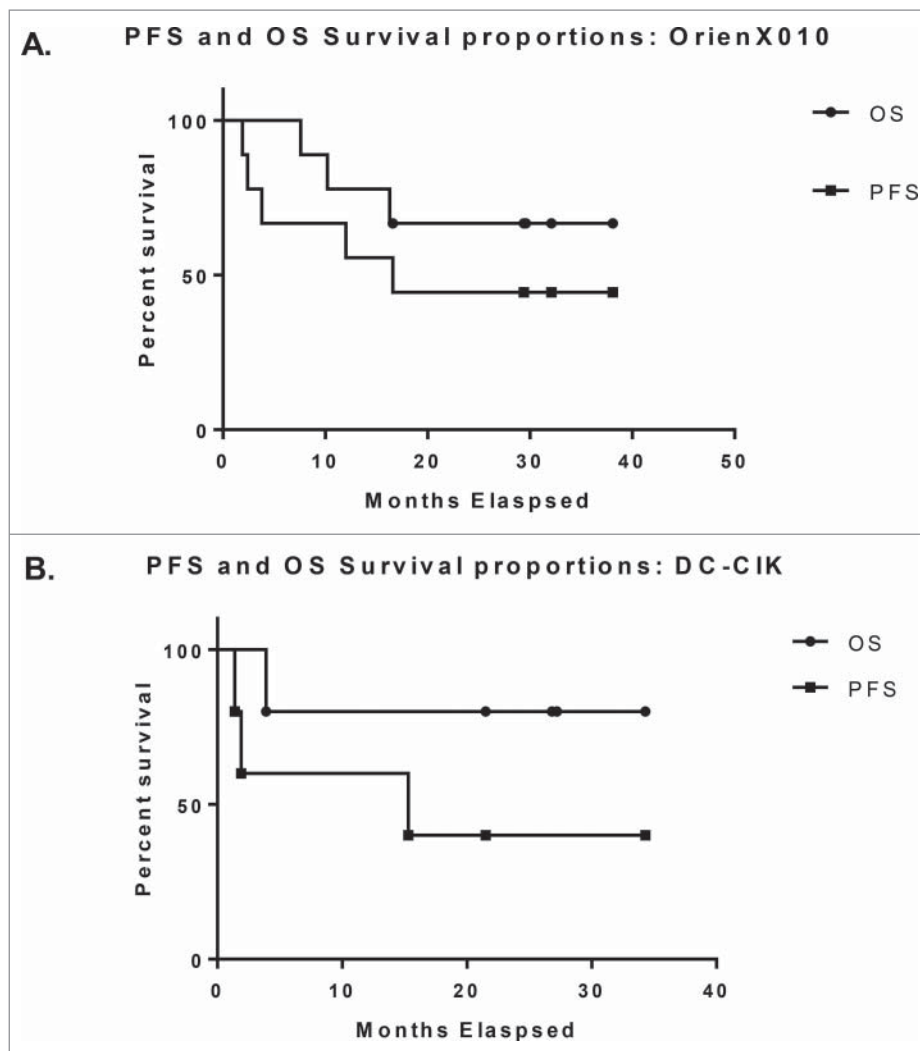 A.
PFS and OS Survival proportions: OrienX010
OS
PFS
Percent survival
100
50
0
0 10 20 30 40 50
Months Elaspsed
B.
PFS and OS Survival proportions: DC-CIK
OS
PFS
Percent survival
100
50
0
0 10 20 30 40
Months Elaspsed